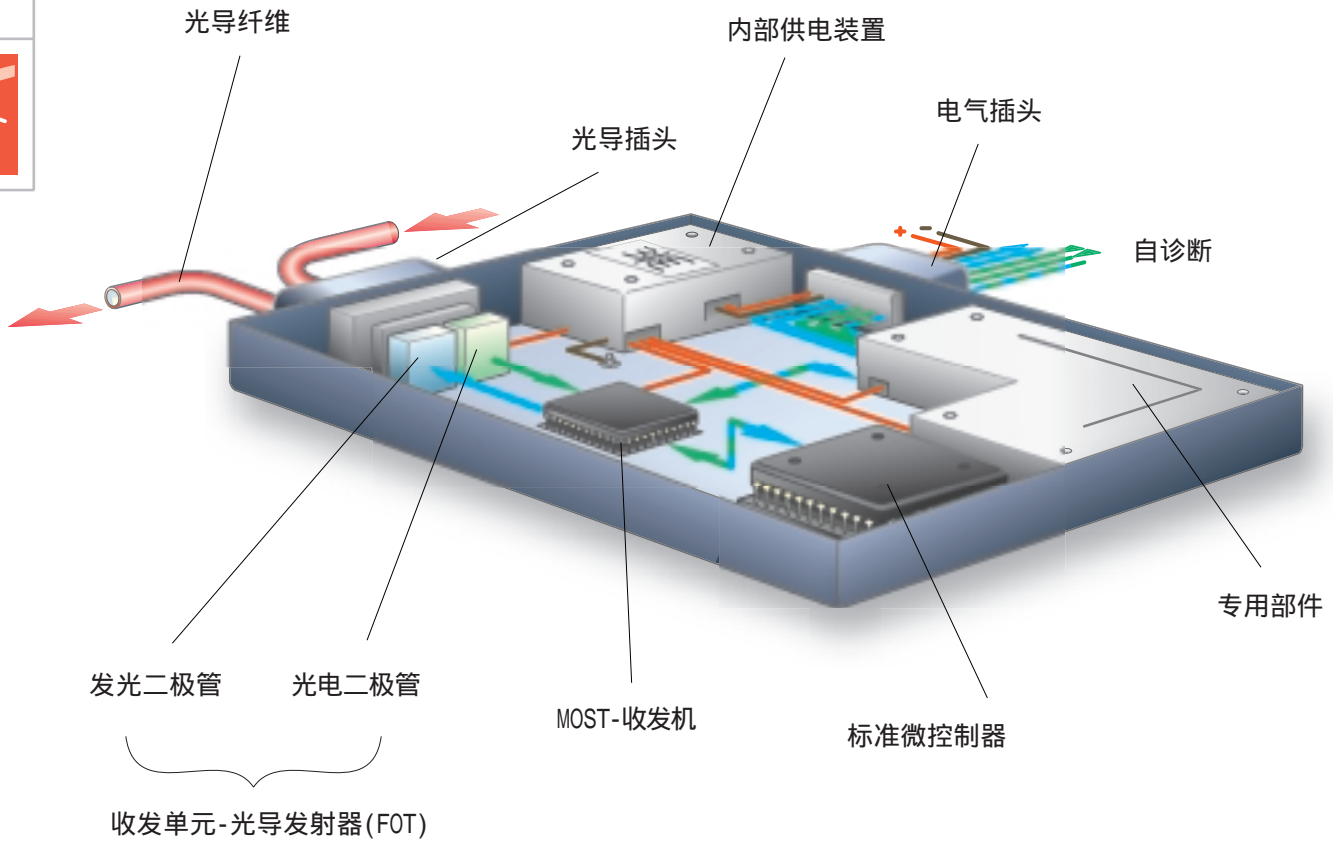 光导纤维
内部供电装置
电气插头
光导插头
自诊断
专用部件
发光二极管
光电二极管
MOST-收发机
标准微控制器
收发单元-光导发射器(FOT)